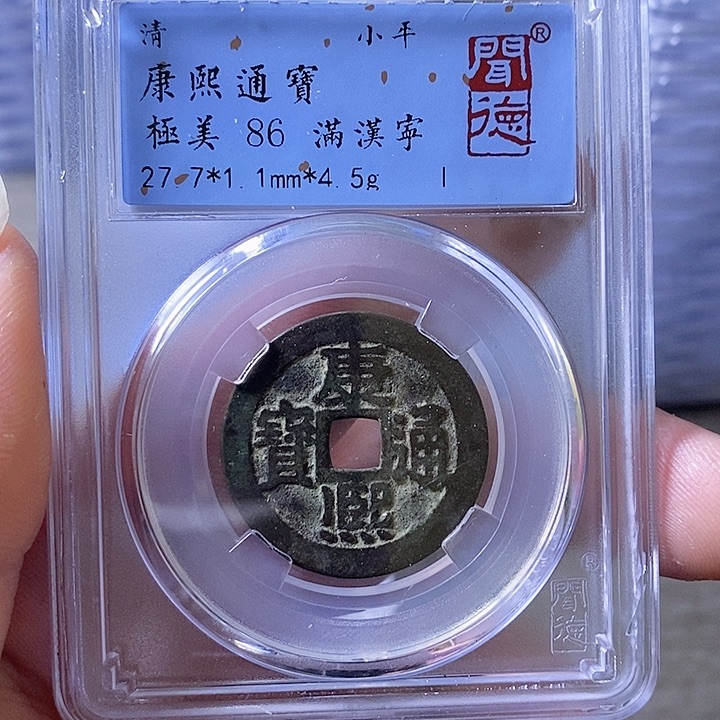 清 小平
康熙通寶
極美 86 滿漢寧
27.7*1.1mm*4.5g
聞德®
康熙通寶
聞德®